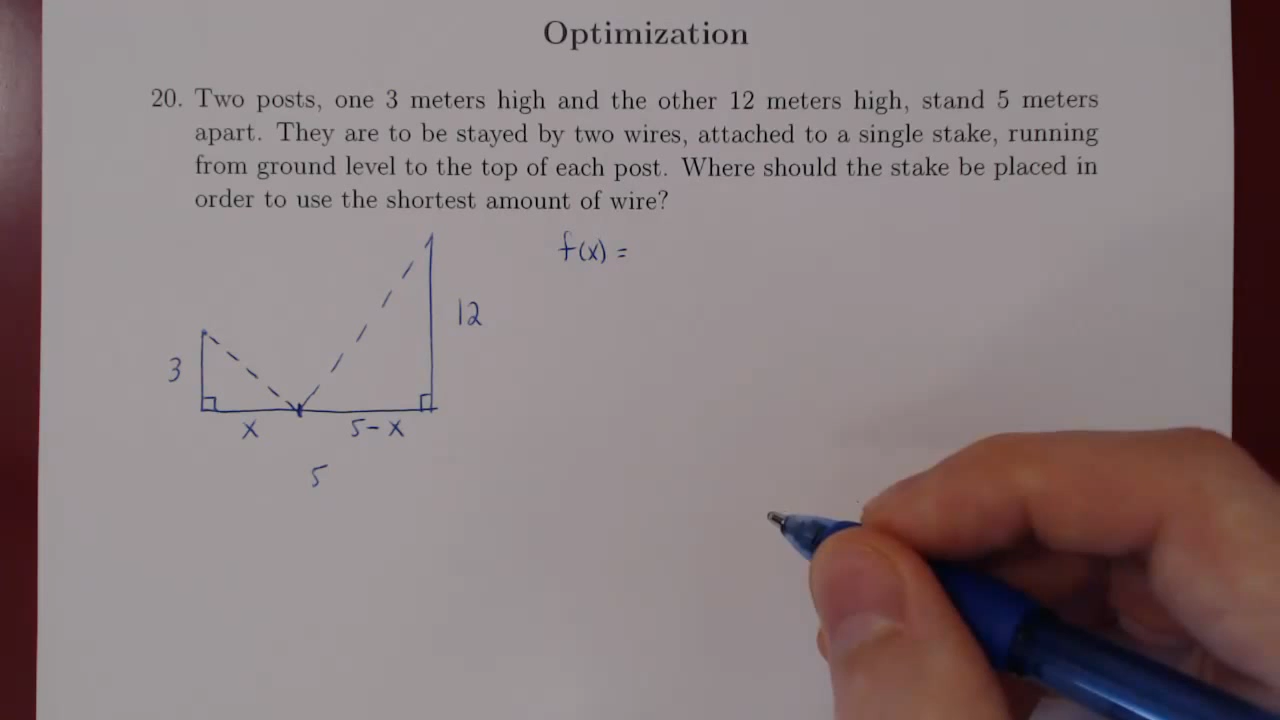 Optimization
20. Two posts, one 3 meters high and the other 12 meters high, stand 5 meters
apart. They are to be stayed by two wires, attached to a single stake, running
from ground level to the top of each post. Where should the stake be placed in
order to use the shortest amount of wire?
f(x) =
12
3
x
5-x
5